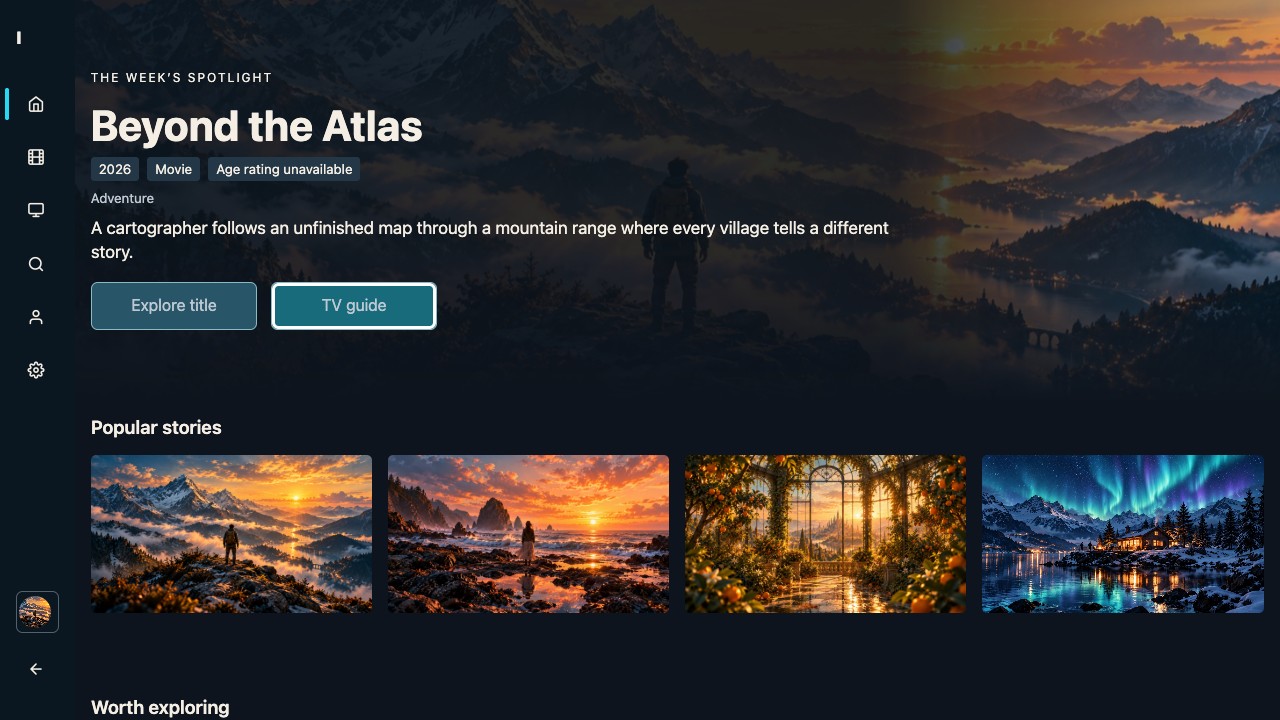 THE WEEK'S SPOTLIGHT
Beyond the Atlas
2026 Movie Age rating unavailable
Adventure
A cartographer follows an unfinished map through a mountain range where every village tells a different
story.
Explore title TV guide
Popular stories
Worth exploring